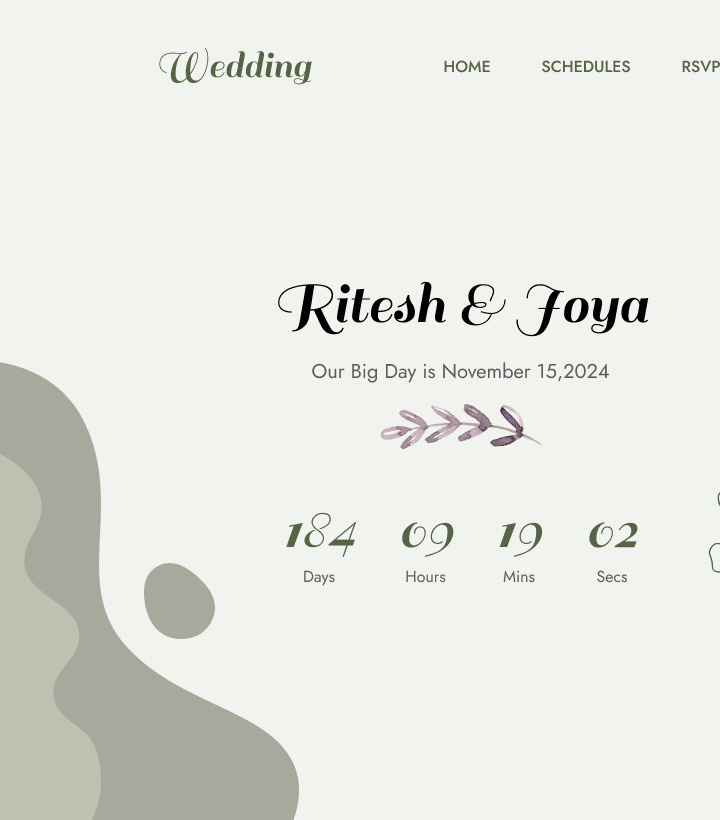 Wedding HOME SCHEDULES RSVP
Ritesh & Joya
Our Big Day is November 15,2024
184 09 19 02
Days Hours Mins Secs